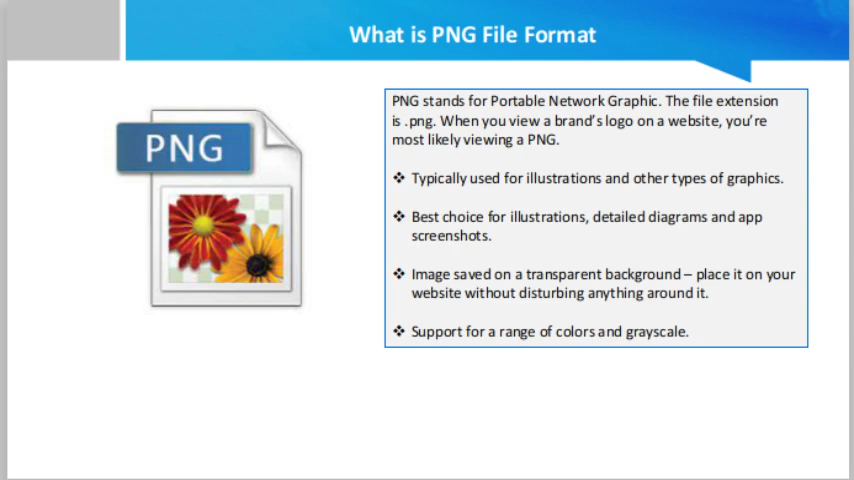 What is PNG File Format
PNG
PNG stands for Portable Network Graphic. The file extension
is .png. When you view a brand's logo on a website, you're
most likely viewing a PNG.
❖ Typically used for illustrations and other types of graphics.
❖ Best choice for illustrations, detailed diagrams and app
screenshots.
❖ Image saved on a transparent background – place it on your
website without disturbing anything around it.
❖ Support for a range of colors and grayscale.